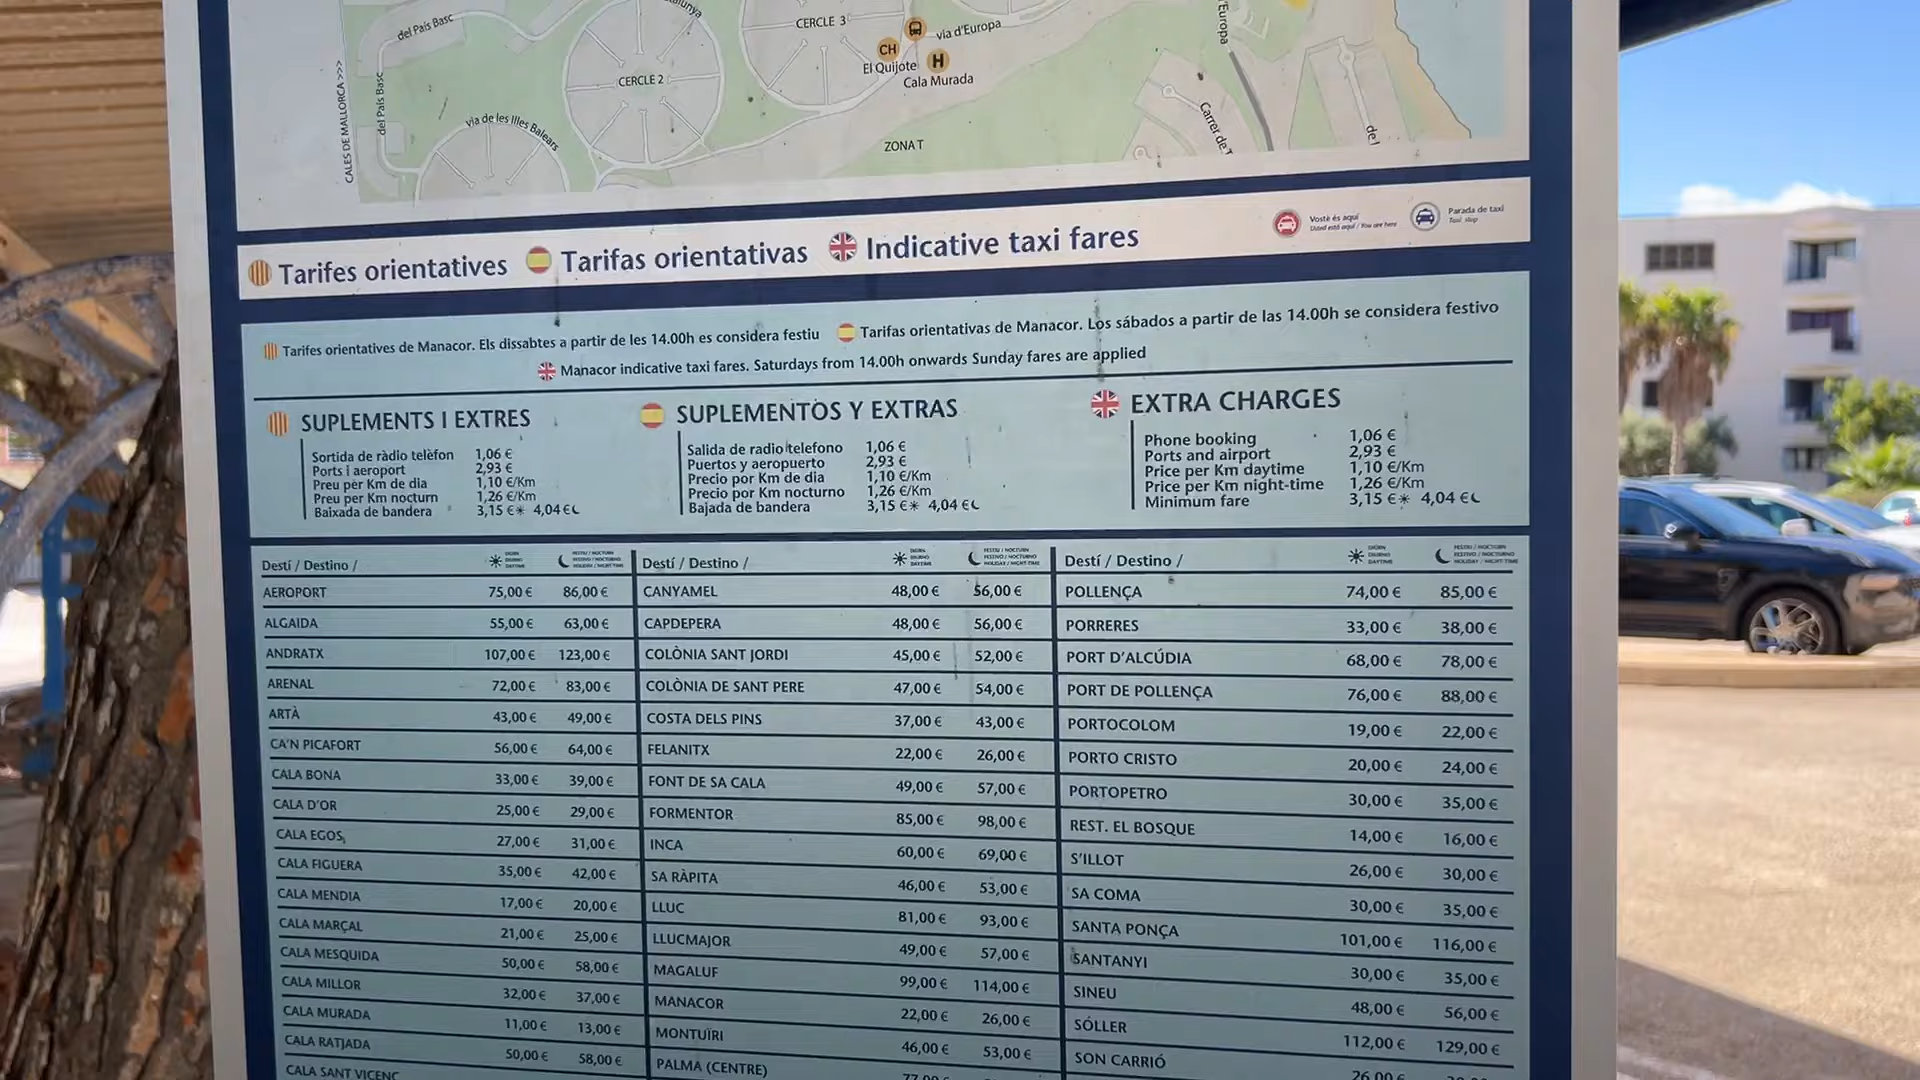 del País Basc
CERCLE 3
via d'Europa
CH
H
El Quijote
Cala Murada
CERCLE 2
CALES DE MALLORCA >>>
del País Basc
via de les Illes Balears
ZONA T
Carrer de
Vostè és aquí
Usted está aquí / You are here
Parada de taxi
Taxi stop
Tarifes orientatives Tarifas orientativas Indicative taxi fares
Tarifes orientatives de Manacor. Els dissabtes a partir de les 14.00h es considera festiu Tarifas orientativas de Manacor. Los sábados a partir de las 14.00h se considera festivo
Manacor indicative taxi fares. Saturdays from 14.00h onwards Sunday fares are applied
SUPLEMENTS I EXTRES
Sortida de ràdio telèfon 1,06 €
Ports i aeroport 2,93 €
Preu per Km de dia 1,10 €/Km
Preu per Km nocturn 1,26 €/Km
Baixada de bandera 3,15 €☀ 4,04 €☾
SUPLEMENTOS Y EXTRAS
Salida de radio telefono 1,06 €
Puertos y aeropuerto 2,93 €
Precio por Km de dia 1,10 €/Km
Precio por Km nocturno 1,26 €/Km
Bajada de bandera 3,15 €☀ 4,04 €☾
EXTRA CHARGES
Phone booking 1,06 €
Ports and airport 2,93 €
Price per Km daytime 1,10 €/Km
Price per Km night-time 1,26 €/Km
Minimum fare 3,15 €☀ 4,04 €☾
Destí / Destino /
AEROPORT 75,00 € 86,00 €
ALGAIDA 55,00 € 63,00 €
ANDRATX 107,00 € 123,00 €
ARENAL 72,00 € 83,00 €
ARTÀ 43,00 € 49,00 €
CA'N PICAFORT 56,00 € 64,00 €
CALA BONA 33,00 € 39,00 €
CALA D'OR 25,00 € 29,00 €
CALA EGOS 27,00 € 31,00 €
CALA FIGUERA 35,00 € 42,00 €
CALA MENDIA 17,00 € 20,00 €
CALA MARÇAL 21,00 € 25,00 €
CALA MESQUIDA 50,00 € 58,00 €
CALA MILLOR 32,00 € 37,00 €
CALA MURADA 11,00 € 13,00 €
CALA RATJADA 50,00 € 58,00 €
CALA SANT VICENÇ
Destí / Destino /
CANYAMEL 48,00 € 56,00 €
CAPDEPERA 48,00 € 56,00 €
COLÒNIA SANT JORDI 45,00 € 52,00 €
COLÒNIA DE SANT PERE 47,00 € 54,00 €
COSTA DELS PINS 37,00 € 43,00 €
FELANITX 22,00 € 26,00 €
FONT DE SA CALA 49,00 € 57,00 €
FORMENTOR 85,00 € 98,00 €
INCA 60,00 € 69,00 €
SA RÀPITA 46,00 € 53,00 €
LLUC 81,00 € 93,00 €
LLUCMAJOR 49,00 € 57,00 €
MAGALUF 99,00 € 114,00 €
MANACOR 22,00 € 26,00 €
MONTUÏRI 46,00 € 53,00 €
PALMA (CENTRE)
Destí / Destino /
POLLENÇA 74,00 € 85,00 €
PORRERES 33,00 € 38,00 €
PORT D'ALCÚDIA 68,00 € 78,00 €
PORT DE POLLENÇA 76,00 € 88,00 €
PORTOCOLOM 19,00 € 22,00 €
PORTO CRISTO 20,00 € 24,00 €
PORTOPETRO 30,00 € 35,00 €
REST. EL BOSQUE 14,00 € 16,00 €
S'ILLOT 26,00 € 30,00 €
SA COMA 30,00 € 35,00 €
SANTA PONÇA 101,00 € 116,00 €
SANTANYI 30,00 € 35,00 €
SINEU 48,00 € 56,00 €
SÓLLER 112,00 € 129,00 €
SON CARRIÓ 26,00 €